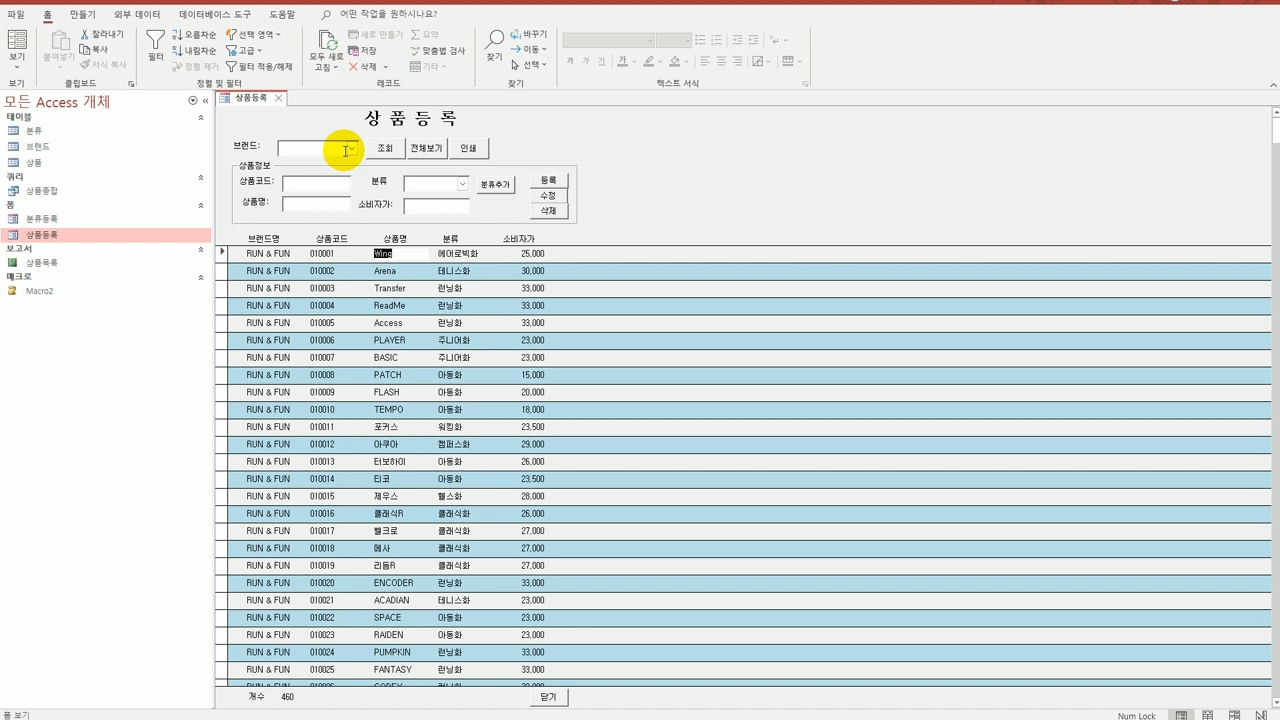 파일 홈 만들기 외부 데이터 데이터베이스 도구 도움말 어떤 작업을 원하시나요?
보기
붙여넣기
잘라내기
복사
서식 복사
필터
오름차순
내림차순
정렬 제거
선택 영역
고급
필터 적용/해제
모두 새로 고침
새로 만들기
저장
삭제
요약
맞춤법 검사
기타
찾기
바꾸기
이동
선택
가 가 가 가
보기 클립보드 정렬 및 필터 레코드 찾기 텍스트 서식
모든 Access 개체
테이블
분류
브랜드
상품
쿼리
상품종합
폼
분류등록
상품등록
보고서
상품목록
매크로
Macro2
상품등록
상 품 등 록
브랜드: 조회 전체보기 인쇄
상품정보
상품코드: 분류 분류추가 등록
수정
상품명: 소비자가: 삭제
브랜드명 상품코드 상품명 분류 소비자가
RUN & FUN 010001 Wing 에어로빅화 25,000
RUN & FUN 010002 Arena 테니스화 30,000
RUN & FUN 010003 Transfer 런닝화 33,000
RUN & FUN 010004 ReadMe 런닝화 33,000
RUN & FUN 010005 Access 런닝화 33,000
RUN & FUN 010006 PLAYER 주니어화 23,000
RUN & FUN 010007 BASIC 주니어화 23,000
RUN & FUN 010008 PATCH 아동화 15,000
RUN & FUN 010009 FLASH 아동화 20,000
RUN & FUN 010010 TEMPO 아동화 18,000
RUN & FUN 010011 포커스 워킹화 23,500
RUN & FUN 010012 아쿠아 캠퍼스화 29,000
RUN & FUN 010013 터보하이 아동화 26,000
RUN & FUN 010014 티코 아동화 23,500
RUN & FUN 010015 제우스 헬스화 28,000
RUN & FUN 010016 클래식R 클래식화 26,000
RUN & FUN 010017 벨크로 클래식화 27,000
RUN & FUN 010018 메사 클래식화 27,000
RUN & FUN 010019 리듬R 클래식화 27,000
RUN & FUN 010020 ENCODER 런닝화 33,000
RUN & FUN 010021 ACADIAN 테니스화 23,000
RUN & FUN 010022 SPACE 아동화 23,000
RUN & FUN 010023 RAIDEN 아동화 23,000
RUN & FUN 010024 PUMPKIN 런닝화 33,000
RUN & FUN 010025 FANTASY 런닝화 33,000
개수 460 닫기
폼 보기 Num Lock